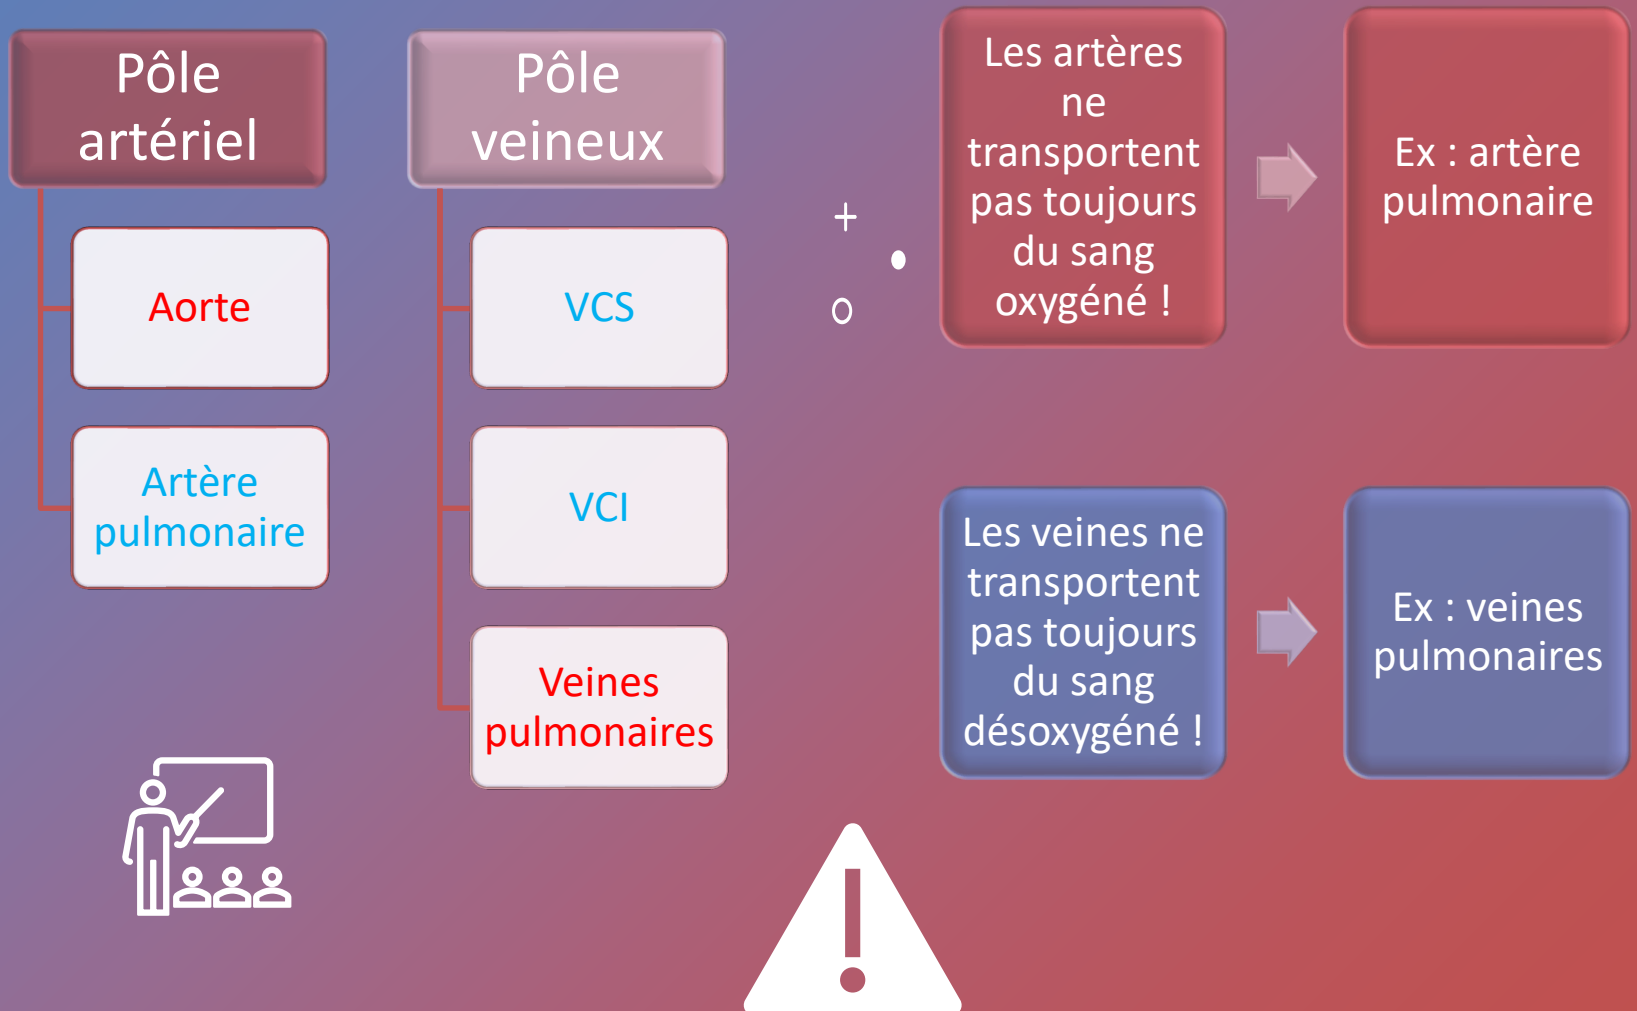 Pôle
artériel
Aorte
Artère
pulmonaire
Pôle
veineux
VCS
VCI
Veines
pulmonaires
Les artères
ne
transportent
pas toujours
du sang
oxygéné !
Ex : artère
pulmonaire
Les veines ne
transportent
pas toujours
du sang
désoxygéné !
Ex : veines
pulmonaires